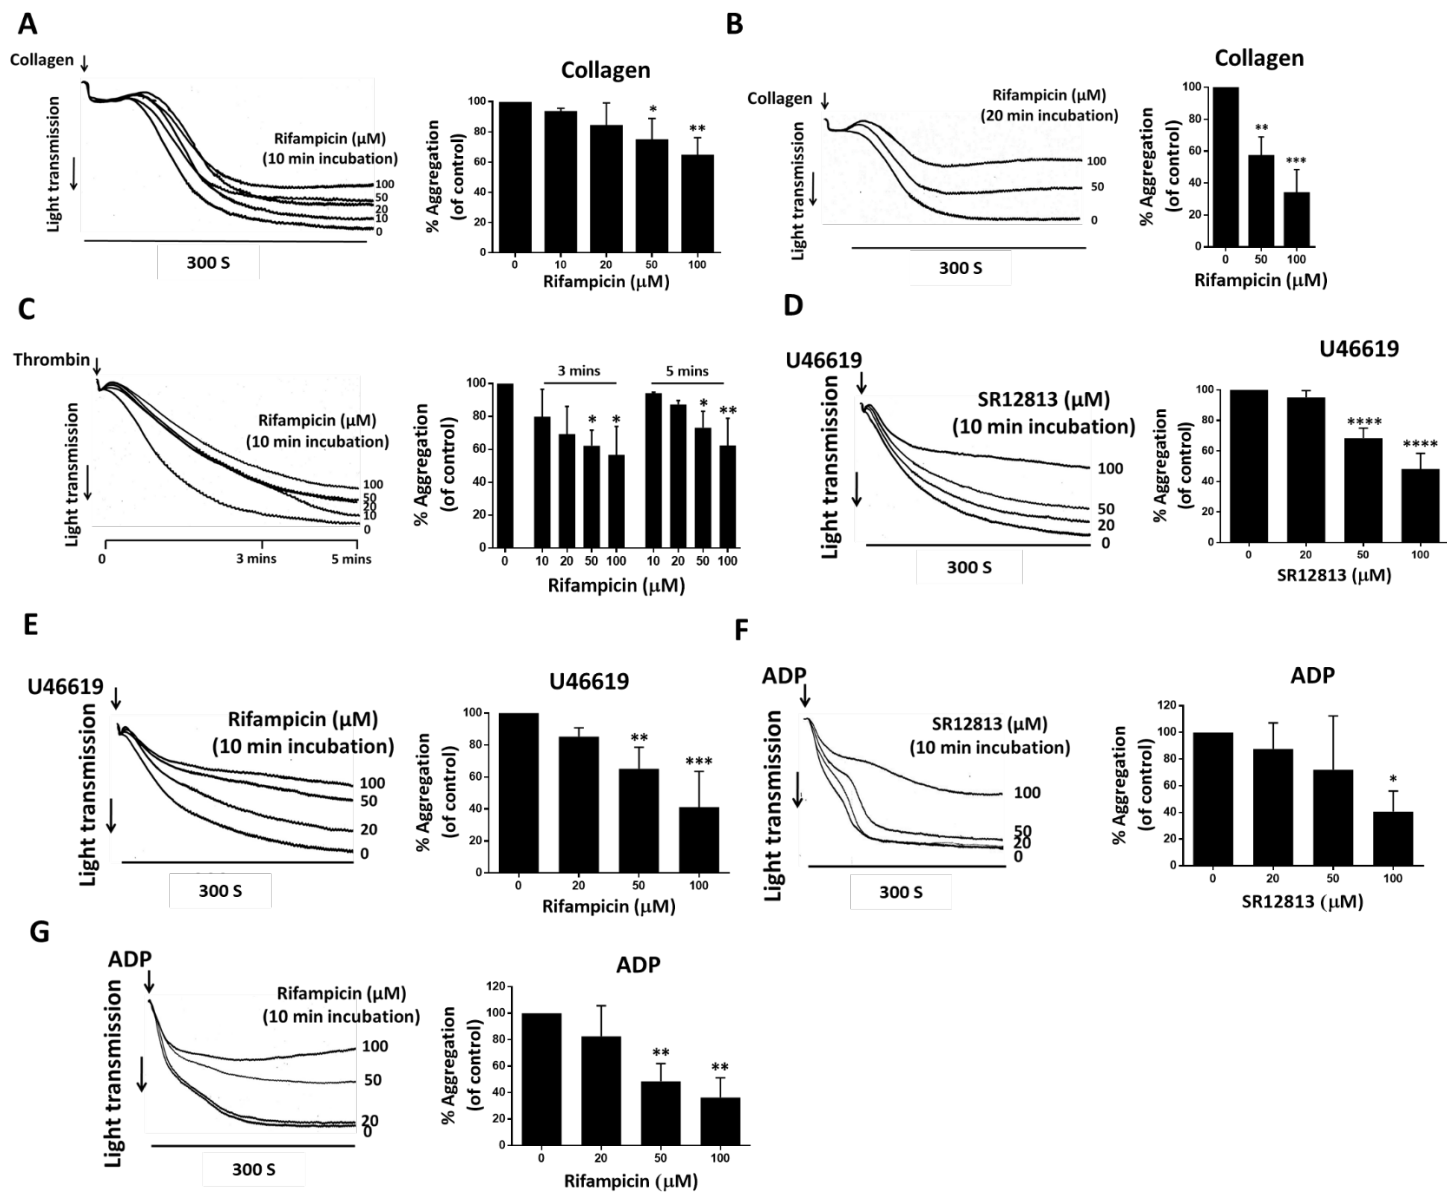 A
Collagen
Light transmission
Rifampicin (μM)
(10 min incubation)
100
50
20
10
0
300 S
Collagen
% Aggregation
(of control)
100
80
60
40
20
0
*
**
0 10 20 50 100
Rifampicin (μM)
B
Collagen
Light transmission
Rifampicin (μM)
(20 min incubation)
100
50
0
300 S
Collagen
% Aggregation
(of control)
100
80
60
40
20
0
**
***
0 50 100
Rifampicin (μM)
C
Thrombin
Light transmission
Rifampicin (μM)
(10 min incubation)
100
50
20
10
0
0 3 mins 5 mins
3 mins 5 mins
% Aggregation
(of control)
100
80
60
40
20
0
* * * **
0 10 20 50 100 10 20 50 100
Rifampicin (μM)
D
U46619
Light transmission
SR12813 (μM)
(10 min incubation)
100
50
20
0
300 S
U46619
% Aggregation
(of control)
100
80
60
40
20
0
****
****
0 20 50 100
SR12813 (μM)
E
U46619
Light transmission
Rifampicin (μM)
(10 min incubation)
100
50
20
0
300 S
U46619
% Aggregation
(of control)
100
80
60
40
20
0
**
***
0 20 50 100
Rifampicin (μM)
F
ADP
Light transmission
SR12813 (μM)
(10 min incubation)
100
50
20
0
300 S
ADP
% Aggregation
(of control)
120
100
80
60
40
20
0
*
0 20 50 100
SR12813 (μM)
G
ADP
Light transmission
Rifampicin (μM)
(10 min incubation)
100
50
20
0
300 S
ADP
% Aggregation
(of control)
120
100
80
60
40
20
0
** **
0 20 50 100
Rifampicin (μM)